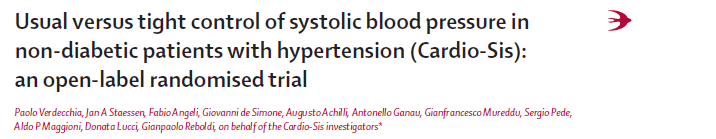 Usual versus tight control of systolic blood pressure in
non-diabetic patients with hypertension (Cardio-Sis):
an open-label randomised trial
Paolo Verdecchia, Jan A Staessen, Fabio Angeli, Giovanni de Simone, Augusto Achilli, Antonello Ganau, Gianfrancesco Mureddu, Sergio Pede,
Aldo P Maggioni, Donata Lucci, Gianpaolo Reboldi, on behalf of the Cardio-Sis investigators*